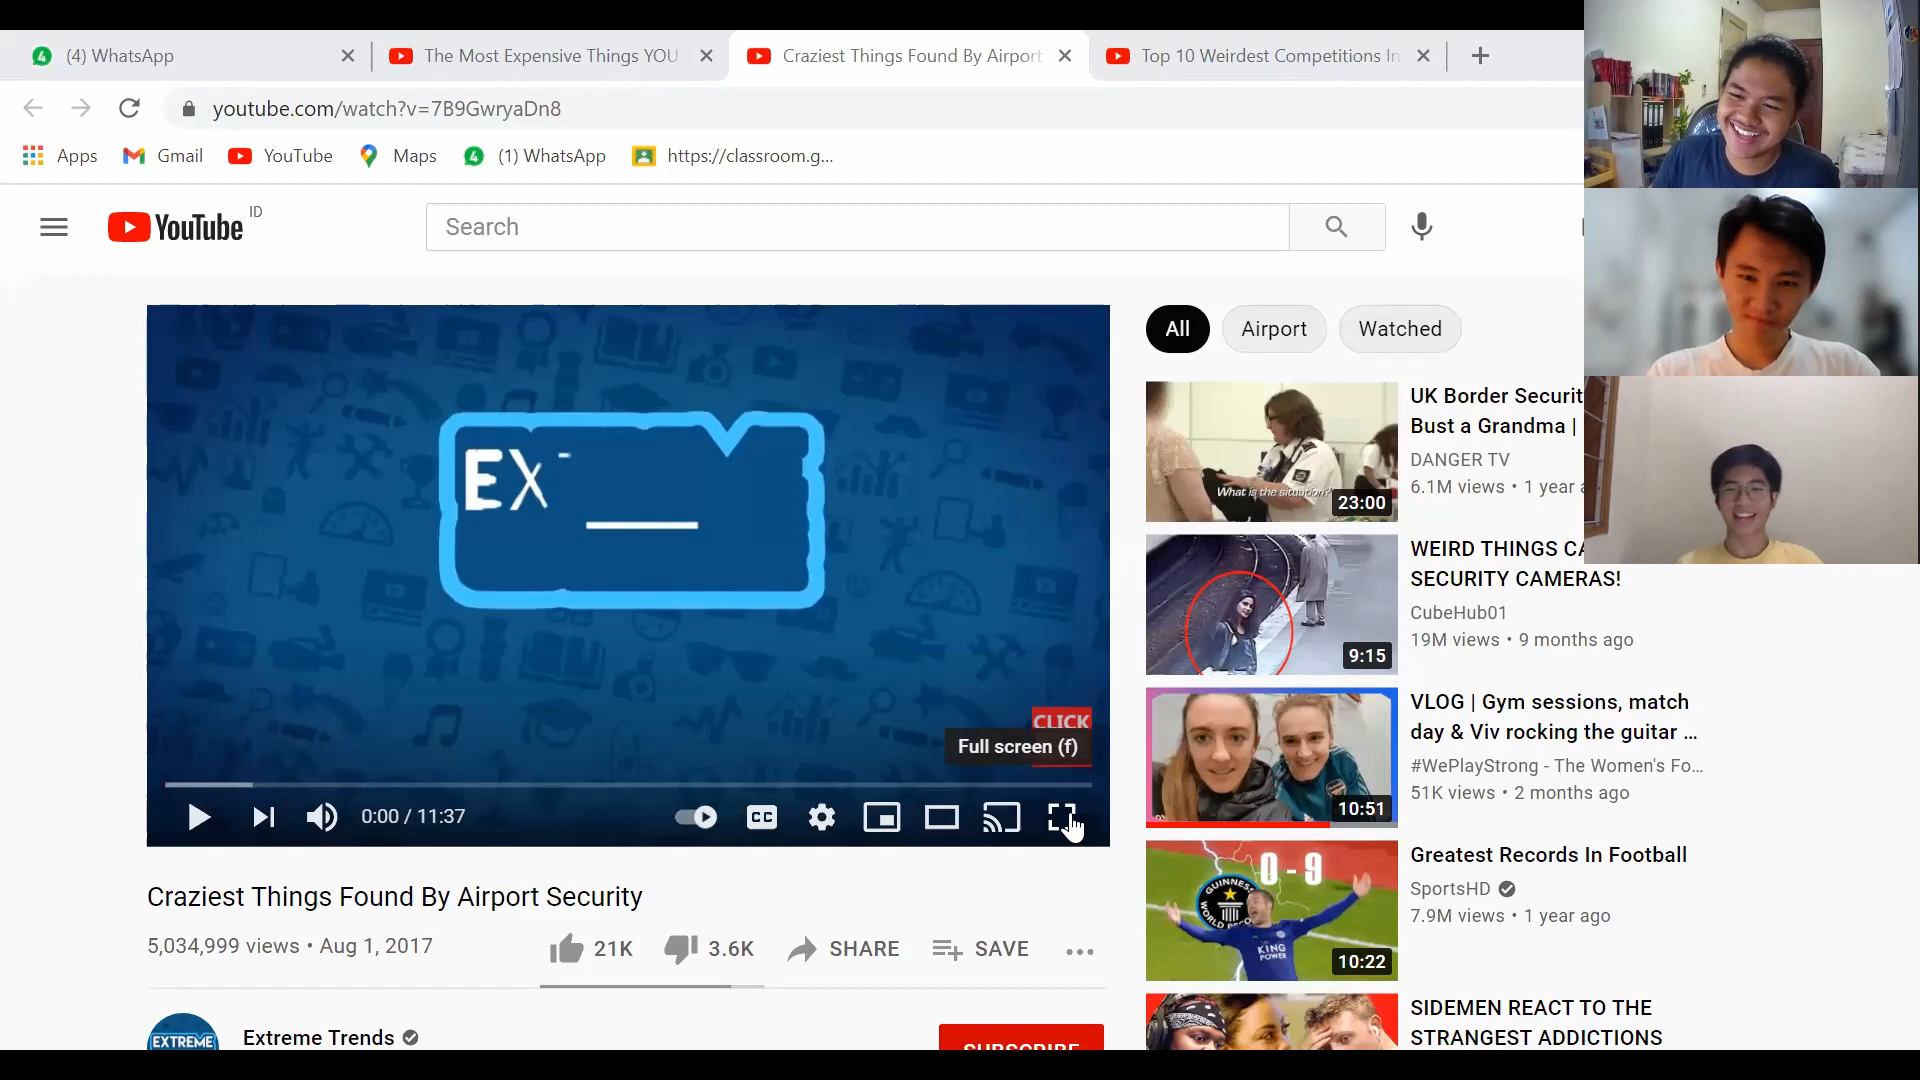 (4) WhatsApp
The Most Expensive Things YOU
Craziest Things Found By Airport
Top 10 Weirdest Competitions In
youtube.com/watch?v=7B9GwryaDn8
Apps
Gmail
YouTube
Maps
(1) WhatsApp
https://classroom.g...
YouTube ID
Search
EX
CLICK
Full screen (f)
0:00 / 11:37
CC
Craziest Things Found By Airport Security
5,034,999 views • Aug 1, 2017
21K
3.6K
SHARE
SAVE
EXTREME
Extreme Trends
SUBSCRIBE
All
Airport
Watched
What is the situation?
23:00
UK Border Securit
Bust a Grandma |
DANGER TV
6.1M views • 1 year
9:15
WEIRD THINGS CA
SECURITY CAMERAS!
CubeHub01
19M views • 9 months ago
10:51
VLOG | Gym sessions, match
day & Viv rocking the guitar ...
#WePlayStrong - The Women's Fo...
51K views • 2 months ago
0 - 9
GUINNESS
WORLD RECO
KING
POWER
10:22
Greatest Records In Football
SportsHD
7.9M views • 1 year ago
SIDEMEN REACT TO THE
STRANGEST ADDICTIONS